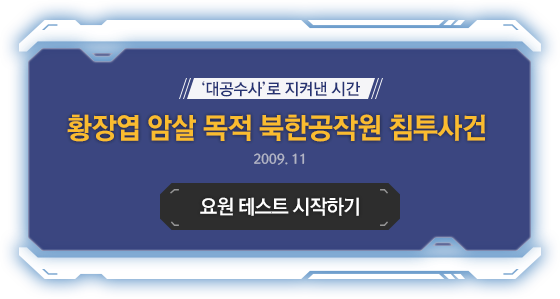 ‘대공수사’로 지켜낸 시간
황장엽 암살 목적 북한공작원 침투사건
2009. 11
요원 테스트 시작하기